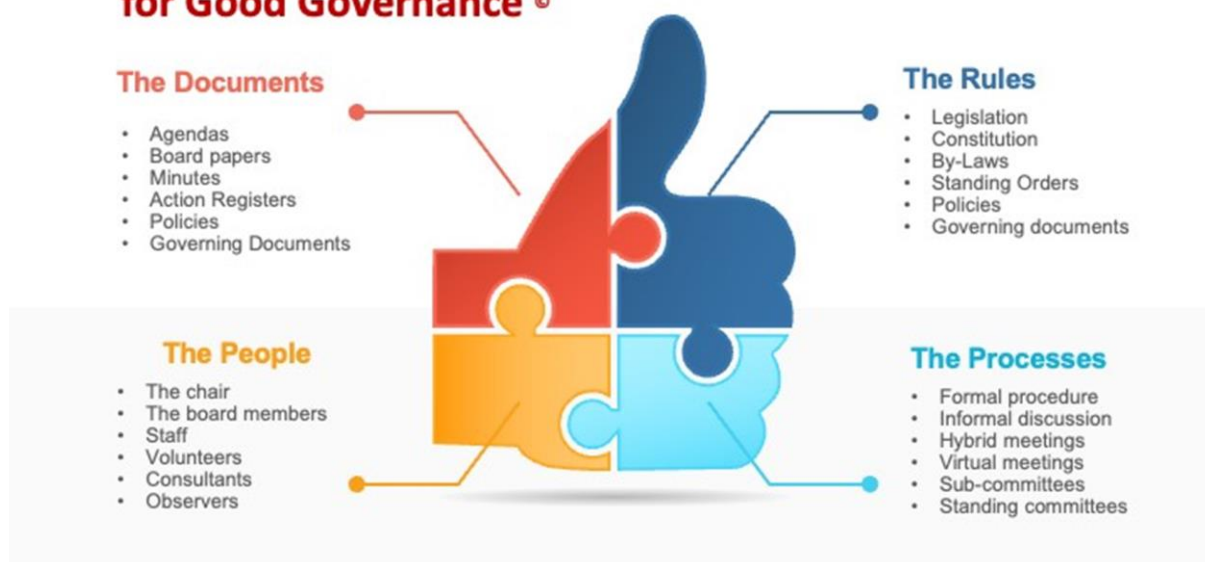 for Good Governance ©
The Documents
• Agendas
• Board papers
• Minutes
• Action Registers
• Policies
• Governing Documents
The Rules
• Legislation
• Constitution
• By-Laws
• Standing Orders
• Policies
• Governing documents
The People
• The chair
• The board members
• Staff
• Volunteers
• Consultants
• Observers
The Processes
• Formal procedure
• Informal discussion
• Hybrid meetings
• Virtual meetings
• Sub-committees
• Standing committees